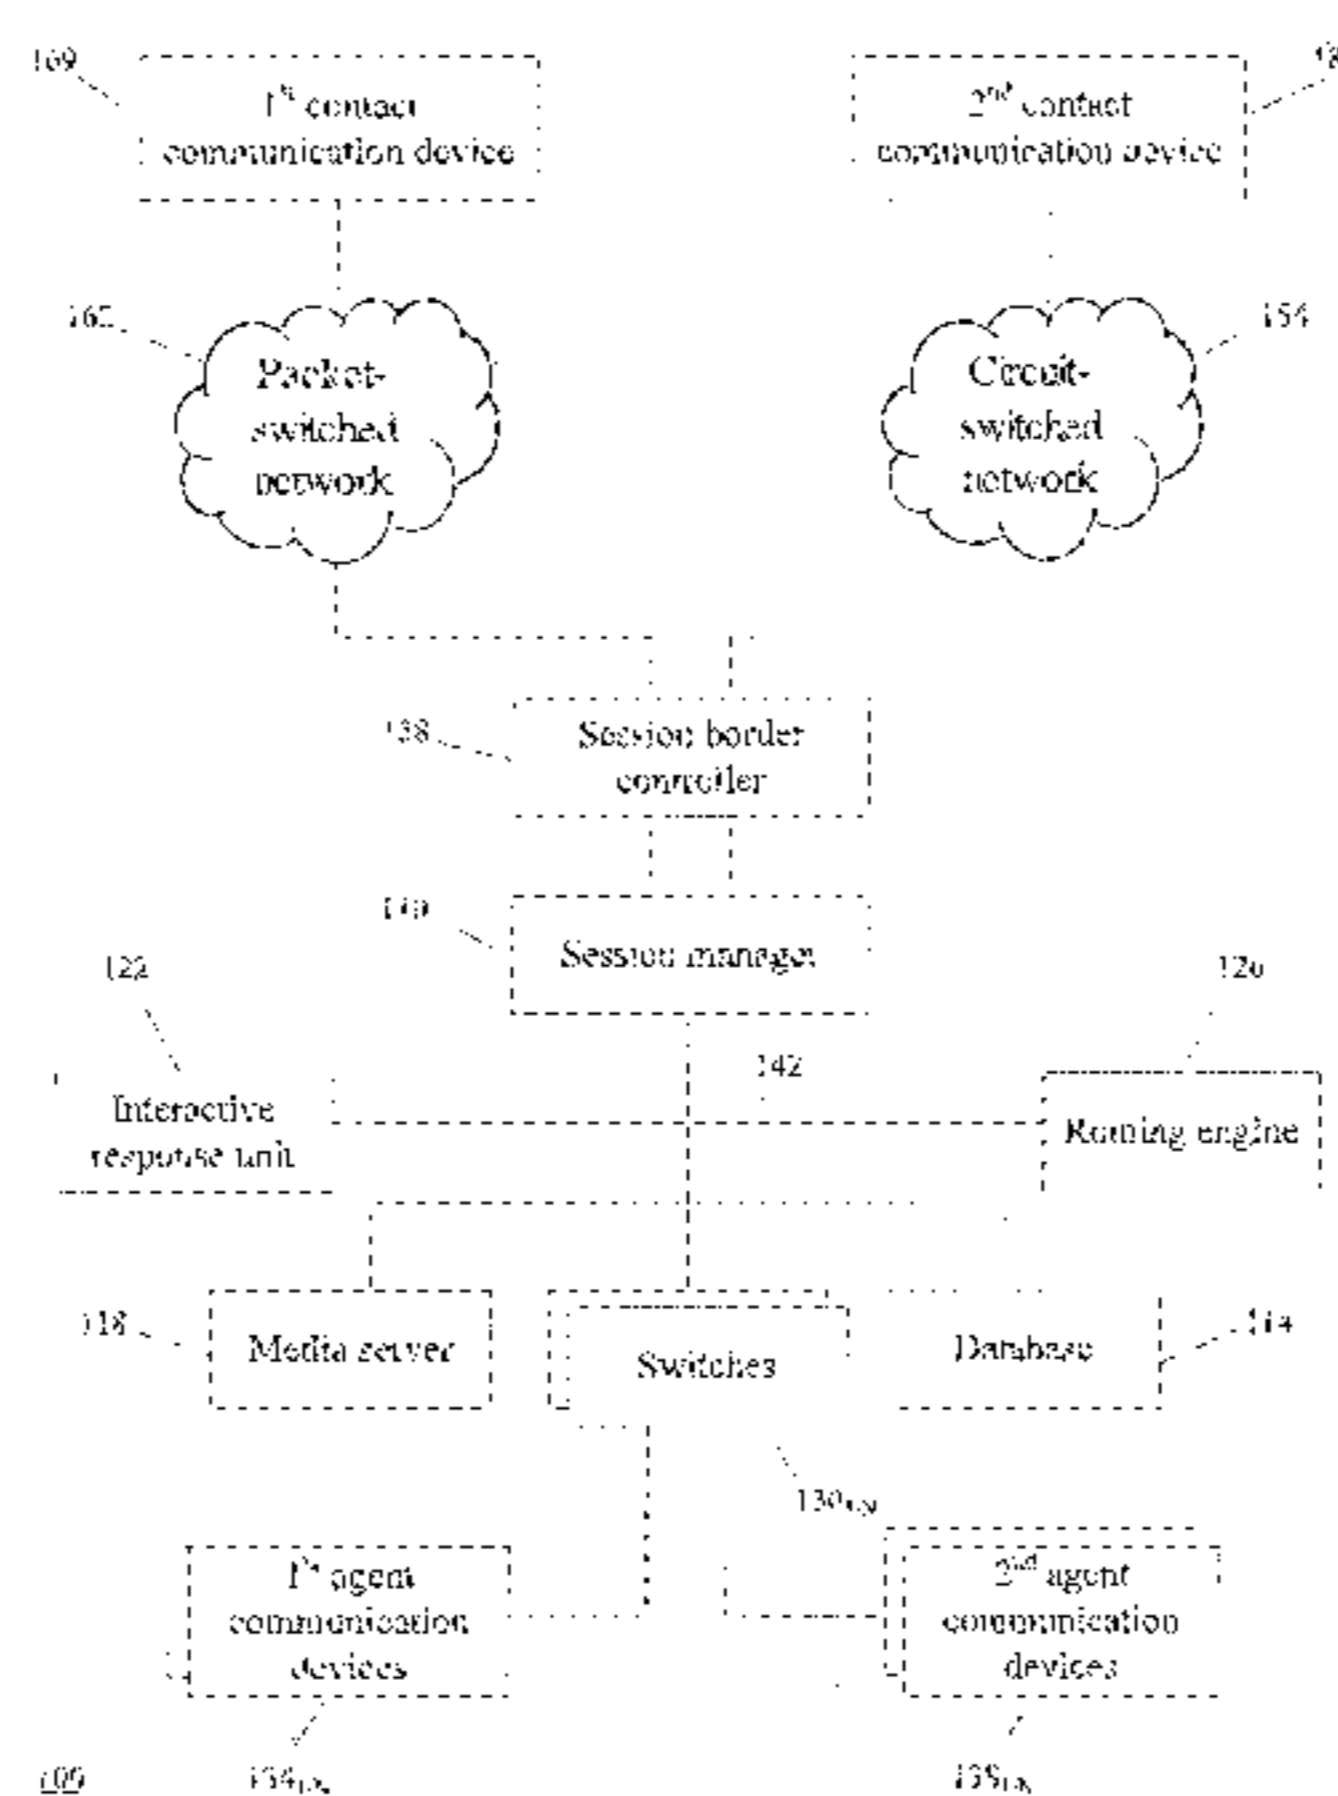 1st contact
communication device
2nd contact
communication device
Packet-
switched
network
Circuit-
switched
network
154
138
Session border
controller
Session manager
122
126
142
Interactive
response unit
Routing engine
118
Media server
Switches
Database
114
130
1st agent
communication
devices
2nd agent
communication
devices
100
134